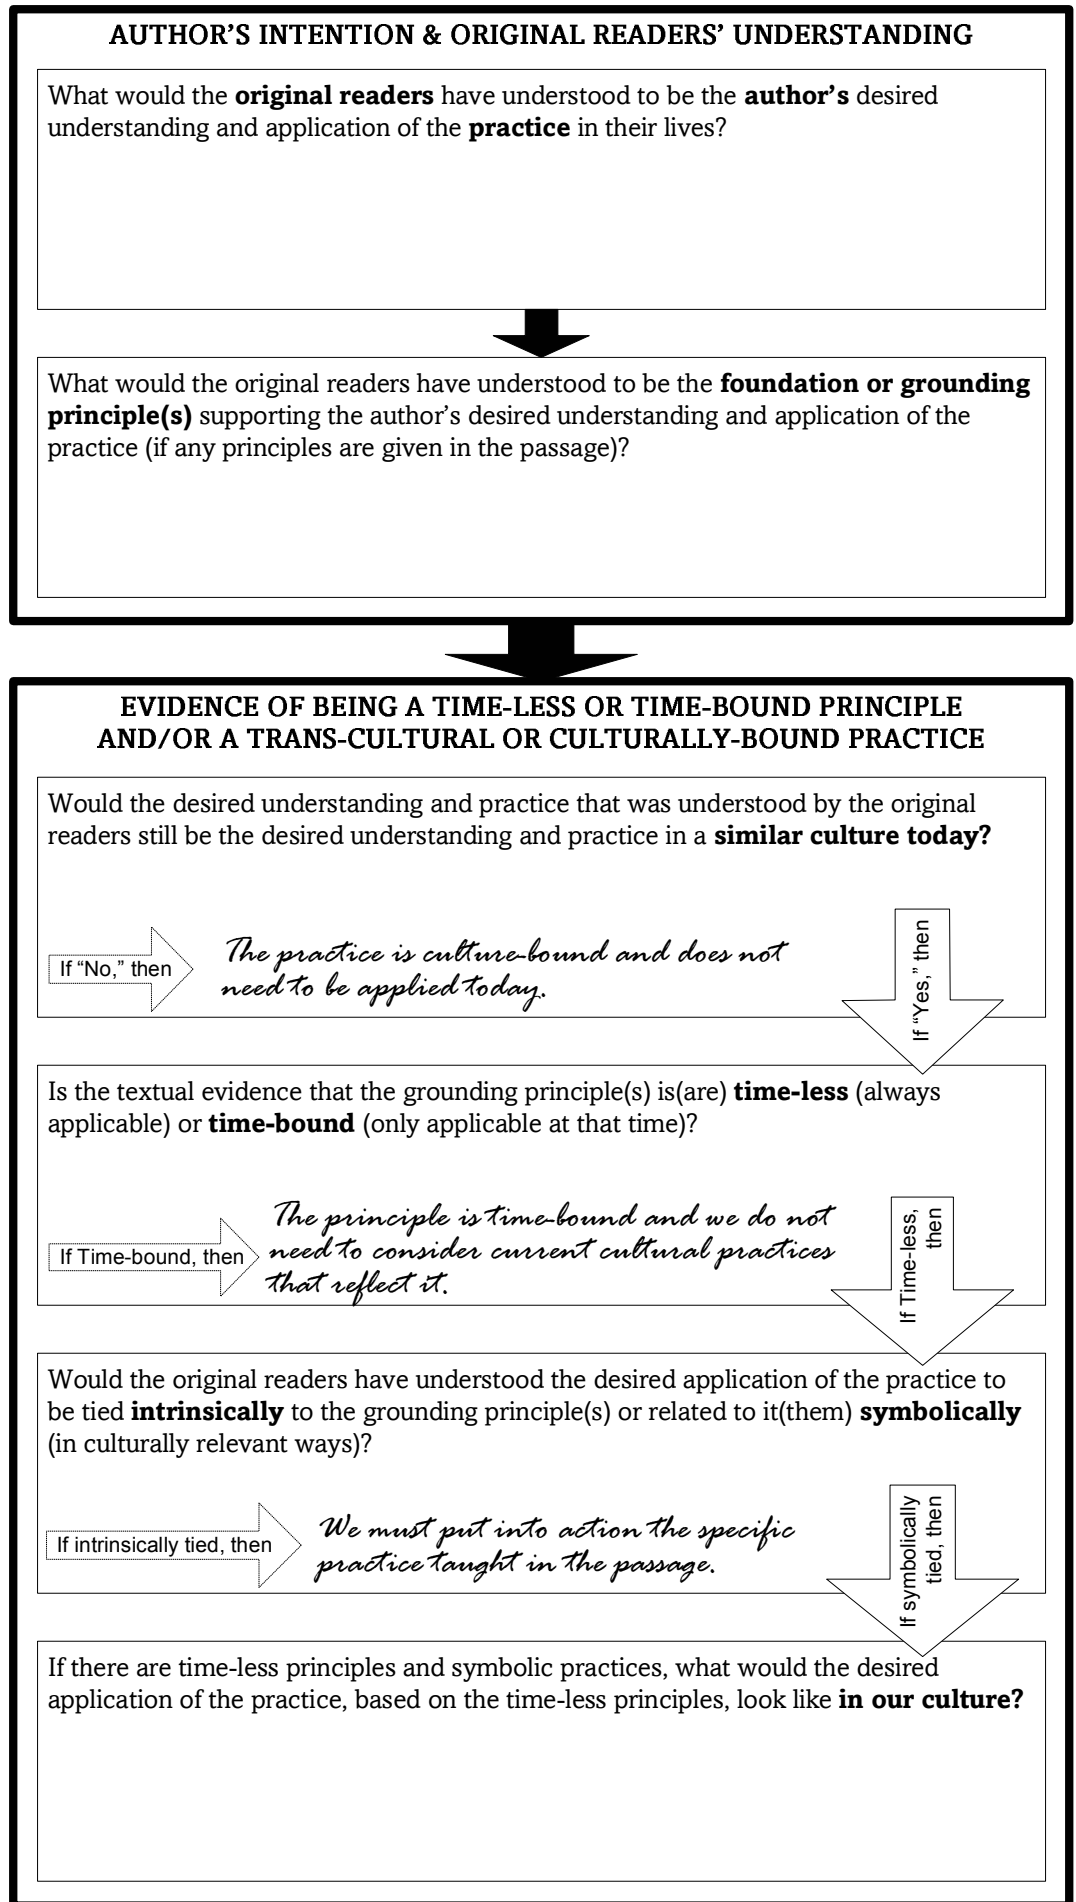 AUTHOR’S INTENTION & ORIGINAL READERS’ UNDERSTANDING
What would the original readers have understood to be the author’s desired
understanding and application of the practice in their lives?
What would the original readers have understood to be the foundation or grounding
principle(s) supporting the author’s desired understanding and application of the
practice (if any principles are given in the passage)?
EVIDENCE OF BEING A TIME-LESS OR TIME-BOUND PRINCIPLE
AND/OR A TRANS-CULTURAL OR CULTURALLY-BOUND PRACTICE
Would the desired understanding and practice that was understood by the original
readers still be the desired understanding and practice in a similar culture today?
If “No,” then
The practice is culture-bound and does not
need to be applied today.
If “Yes,” then
Is the textual evidence that the grounding principle(s) is(are) time-less (always
applicable) or time-bound (only applicable at that time)?
If Time-bound, then
The principle is time-bound and we do not
need to consider current cultural practices
that reflect it.
If Time-less,
then
Would the original readers have understood the desired application of the practice to
be tied intrinsically to the grounding principle(s) or related to it(them) symbolically
(in culturally relevant ways)?
If intrinsically tied, then
We must put into action the specific
practice taught in the passage.
If symbolically
tied, then
If there are time-less principles and symbolic practices, what would the desired
application of the practice, based on the time-less principles, look like in our culture?